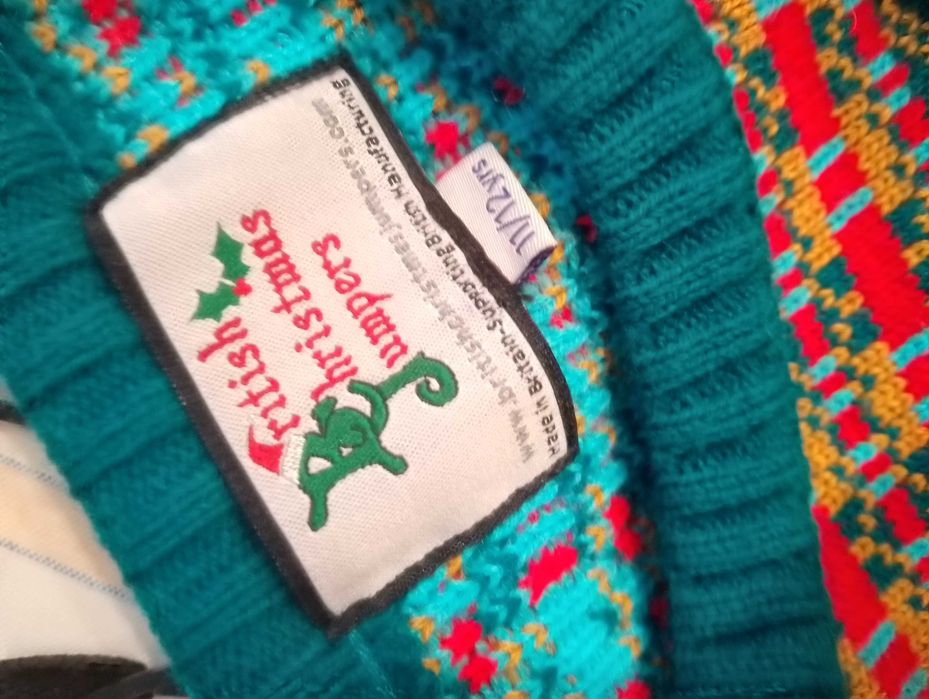 British
Christmas
Jumpers
www.britishchristmasjumpers.com
Made in Britain-Supporting British Manufacturing
11/12yrs